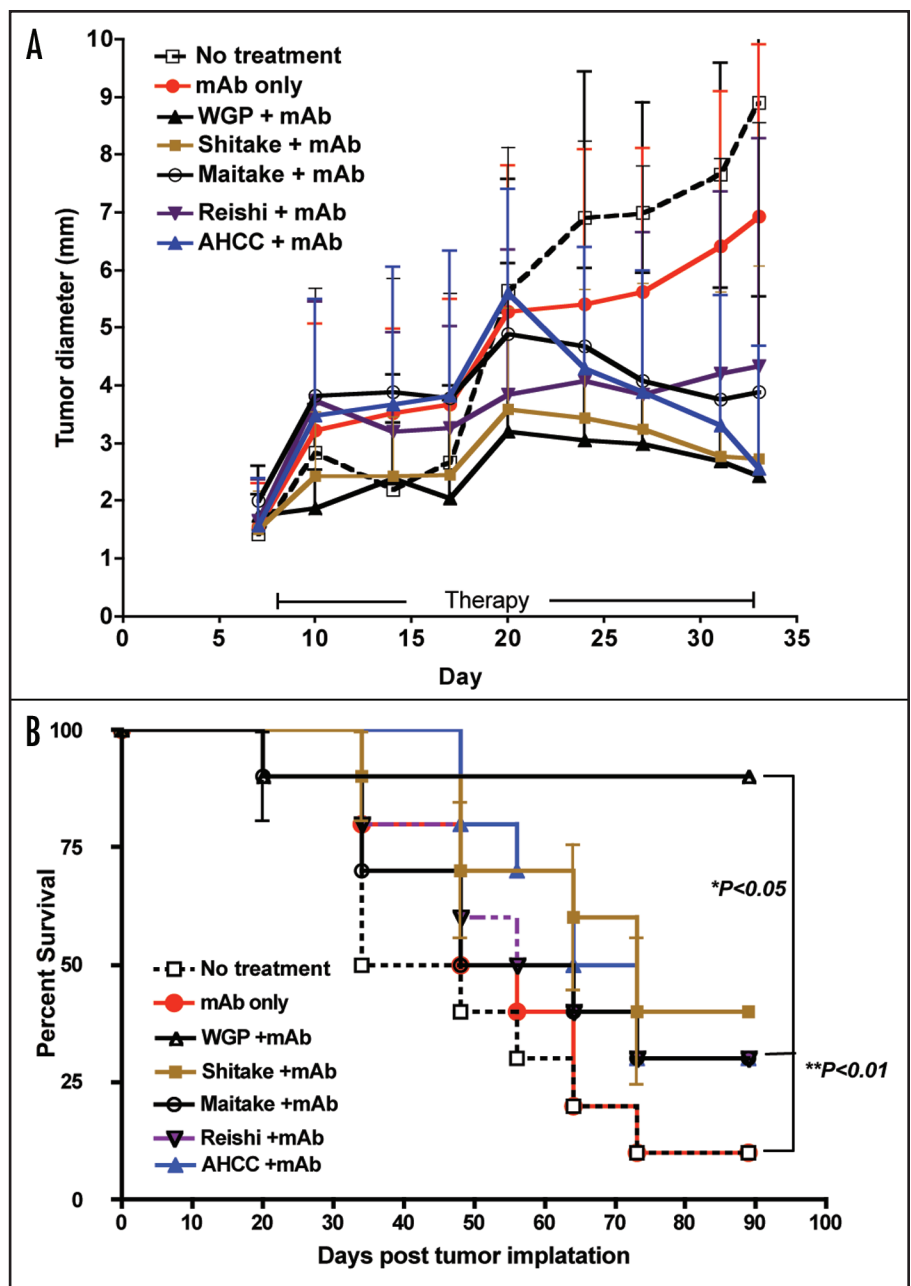 A
No treatment
mAb only
WGP + mAb
Shitake + mAb
Maitake + mAb
Reishi + mAb
AHCC + mAb
Tumor diameter (mm)
10
9
8
7
6
5
4
3
2
1
0
Therapy
0 5 10 15 20 25 30 35
Day
B
Percent Survival
100
75
50
25
0
No treatment
mAb only
WGP +mAb
Shitake +mAb
Maitake +mAb
Reishi +mAb
AHCC +mAb
*P<0.05
**P<0.01
0 10 20 30 40 50 60 70 80 90 100
Days post tumor implatation